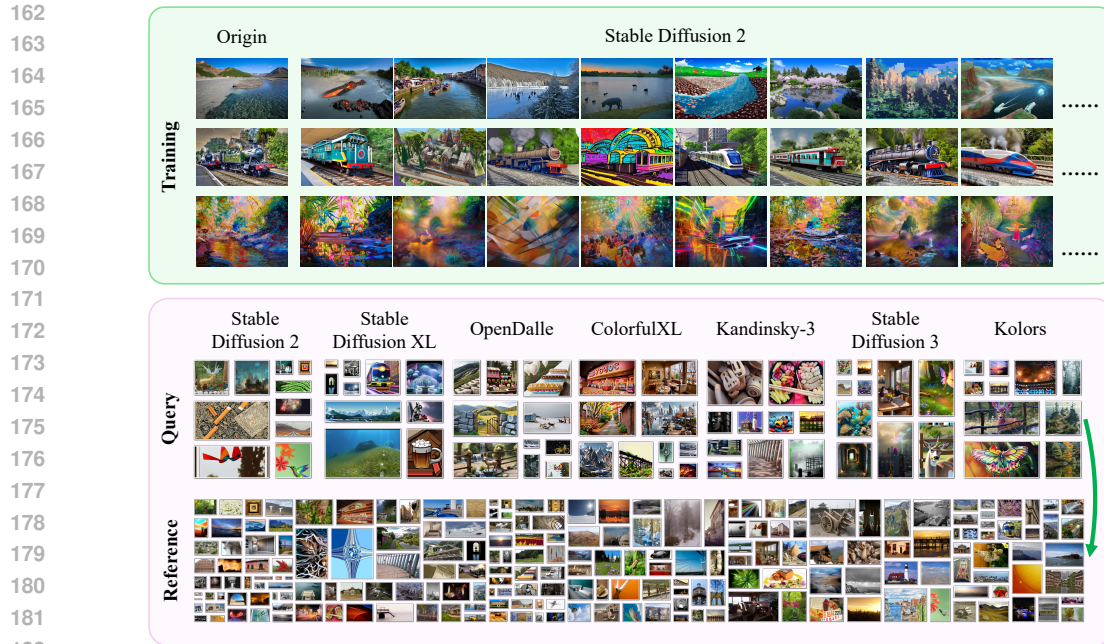 162
163
164
165
166
167
168
169
170
171
172
173
174
175
176
177
178
179
180
181
Origin
Stable Diffusion 2
Training
......
......
......
Stable
Diffusion 2
Stable
Diffusion XL
OpenDalle
ColorfulXL
Kandinsky-3
Stable
Diffusion 3
Kolors
Query
Reference